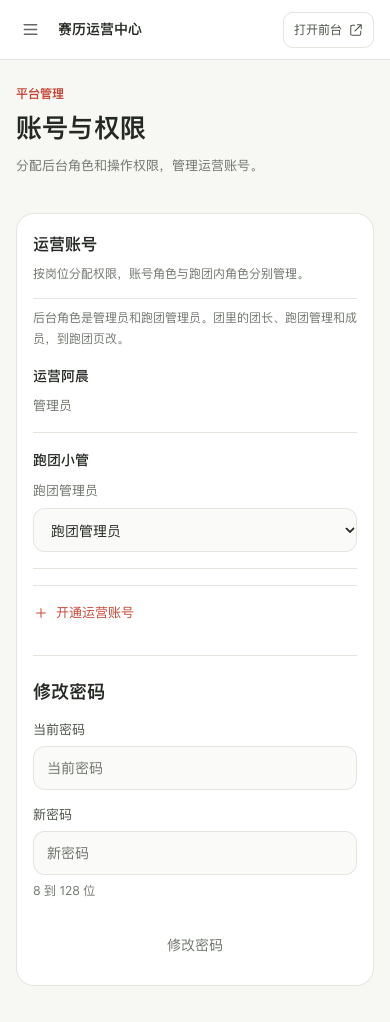 赛历运营中心
打开前台
平台管理
账号与权限
分配后台角色和操作权限，管理运营账号。
运营账号
按岗位分配权限，账号角色与跑团内角色分别管理。
后台角色是管理员和跑团管理员。团里的团长、跑团管理和成
员，到跑团页改。
运营阿晨
管理员
跑团小管
跑团管理员
跑团管理员
开通运营账号
修改密码
当前密码
当前密码
新密码
新密码
8 到 128 位
修改密码